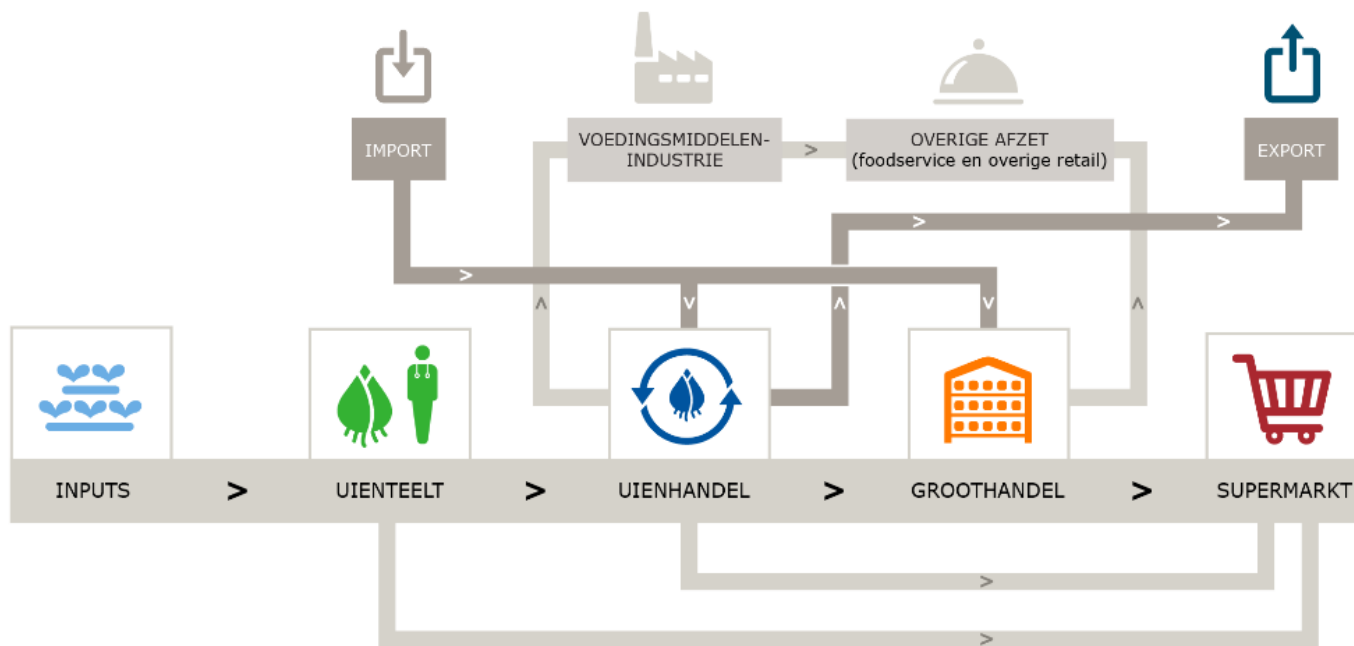 IMPORT
VOEDINGSMIDDELEN-
INDUSTRIE
>
OVERIGE AFZET
(foodservice en overige retail)
EXPORT
> >
>
INPUTS > UIENTEELT > UIENHANDEL > GROOTHANDEL > SUPERMARKT
>
>